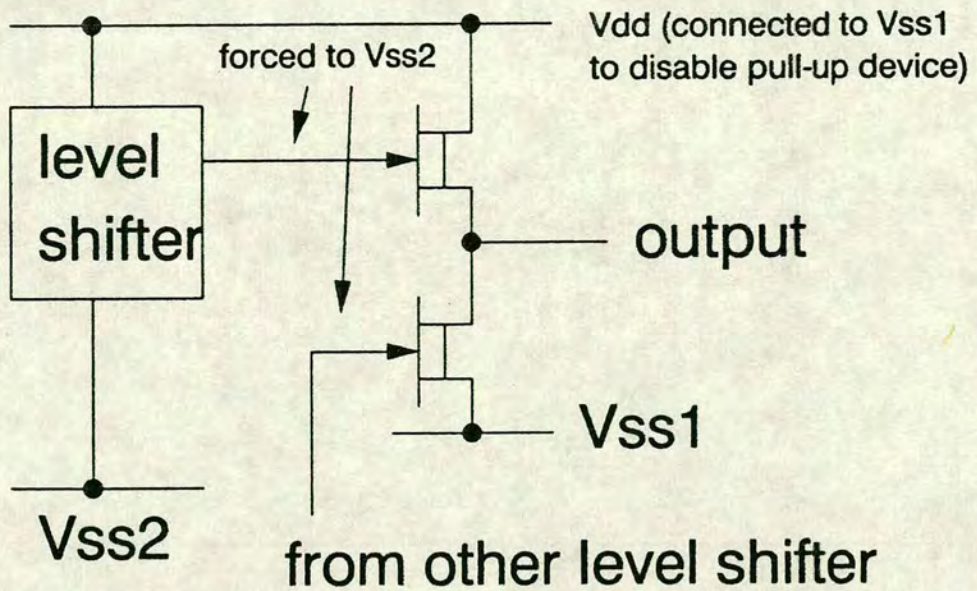 Vdd (connected to Vss1
to disable pull-up device)
forced to Vss2
level
shifter
output
Vss1
Vss2
from other level shifter